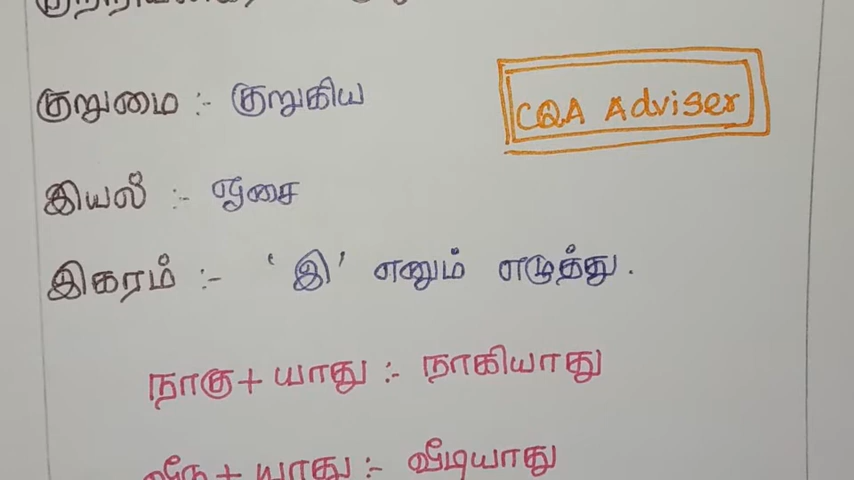 குறுமை :- குறுகிய
CQA Adviser
இயல் :- ஓசை
இகரம் :- 'இ' எனும் எழுத்து.
நாகு + யாது :- நாகியாது
வீடு + யாது :- வீடியாது